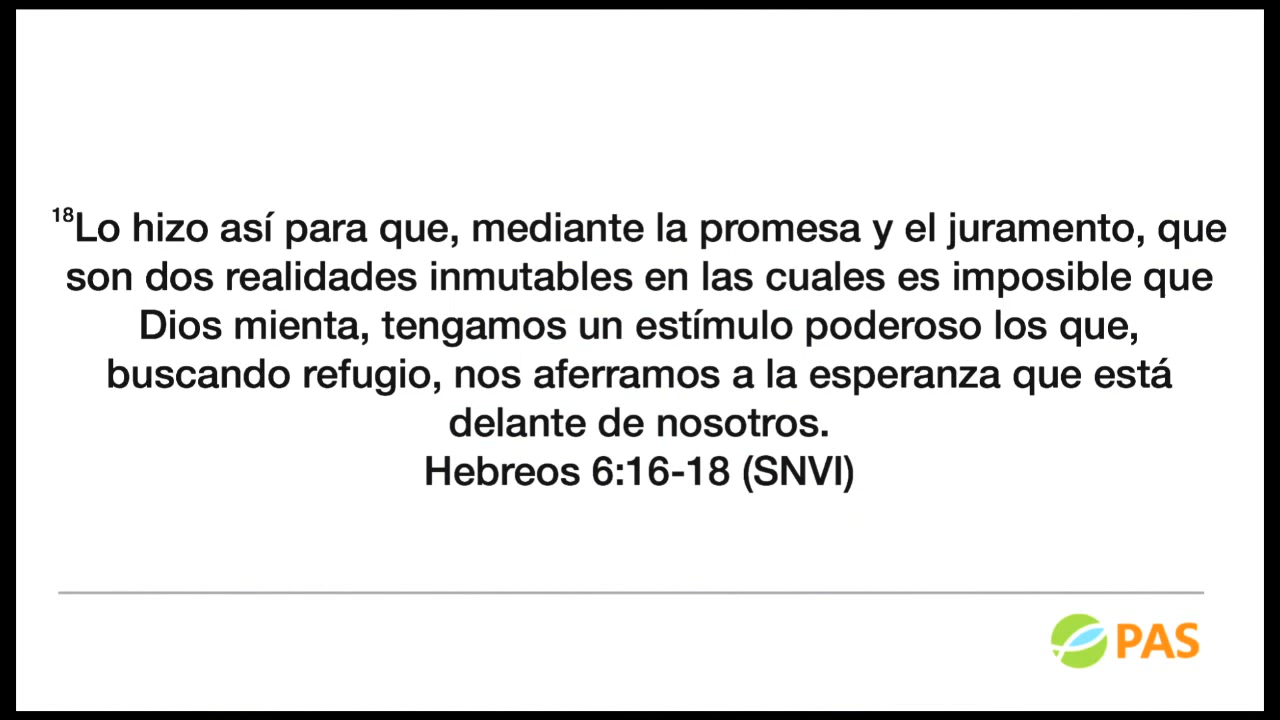 18Lo hizo así para que, mediante la promesa y el juramento, que
son dos realidades inmutables en las cuales es imposible que
Dios mienta, tengamos un estímulo poderoso los que,
buscando refugio, nos aferramos a la esperanza que está
delante de nosotros.
Hebreos 6:16-18 (SNVI)
PAS